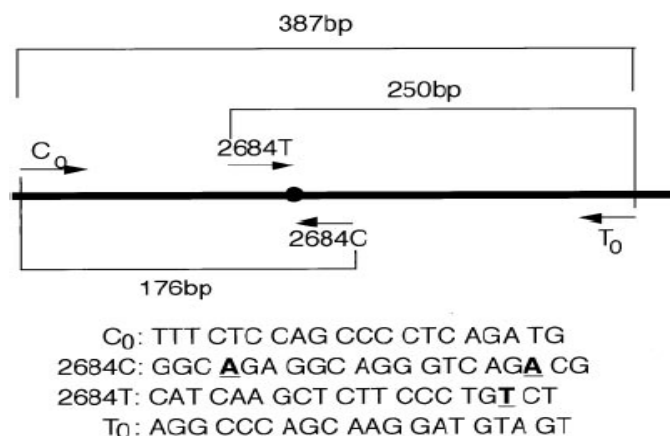 387bp
250bp
C0 2684T
2684C T0
176bp
C0: TTT CTC CAG CCC CTC AGA TG
2684C: GGC AGA GGC AGG GTC AGA CG
2684T: CAT CAA GCT CTT CCC TGT CT
T0: AGG CCC AGC AAG GAT GTA GT